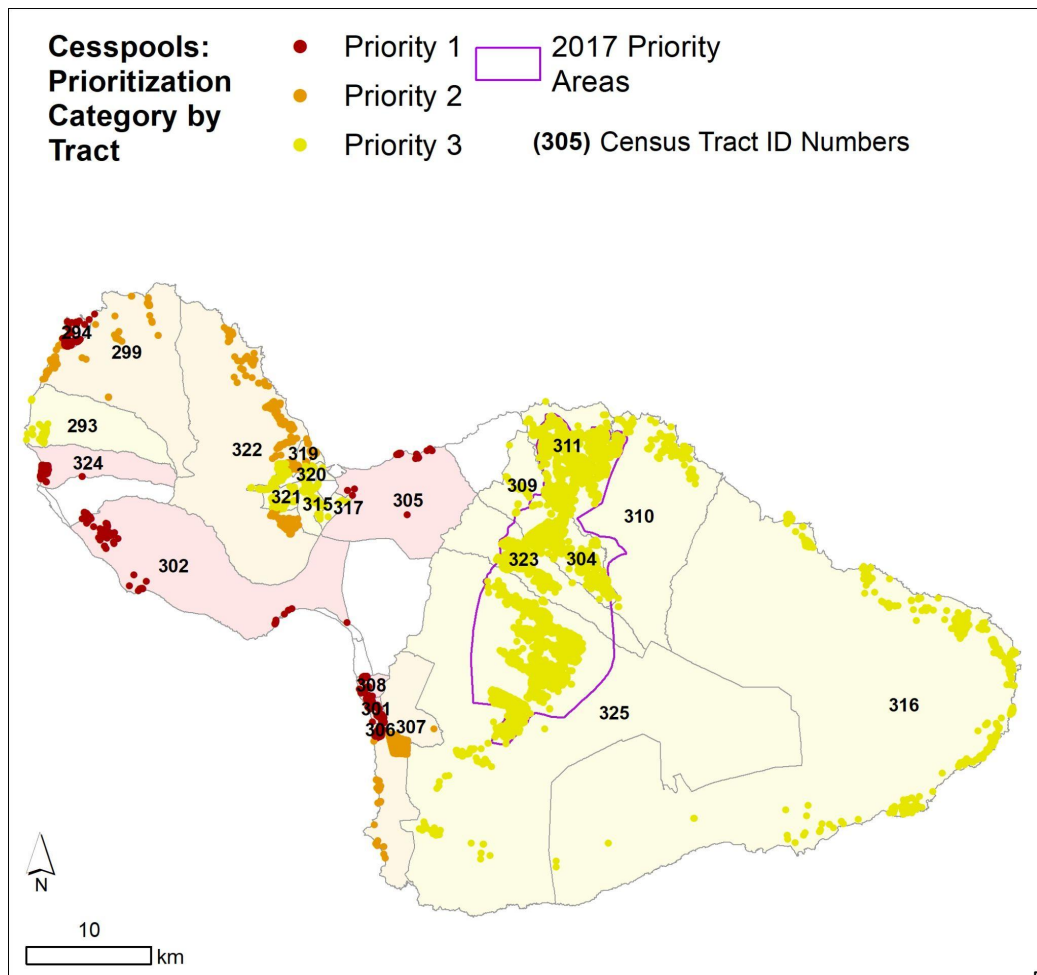 Cesspools:
Prioritization
Category by
Tract
Priority 1
Priority 2
Priority 3
2017 Priority
Areas
(305) Census Tract ID Numbers
294
299
293
324
322
319
320
321
315
317
305
302
311
309
310
323
304
308
301
306
307
325
316
N
10
km